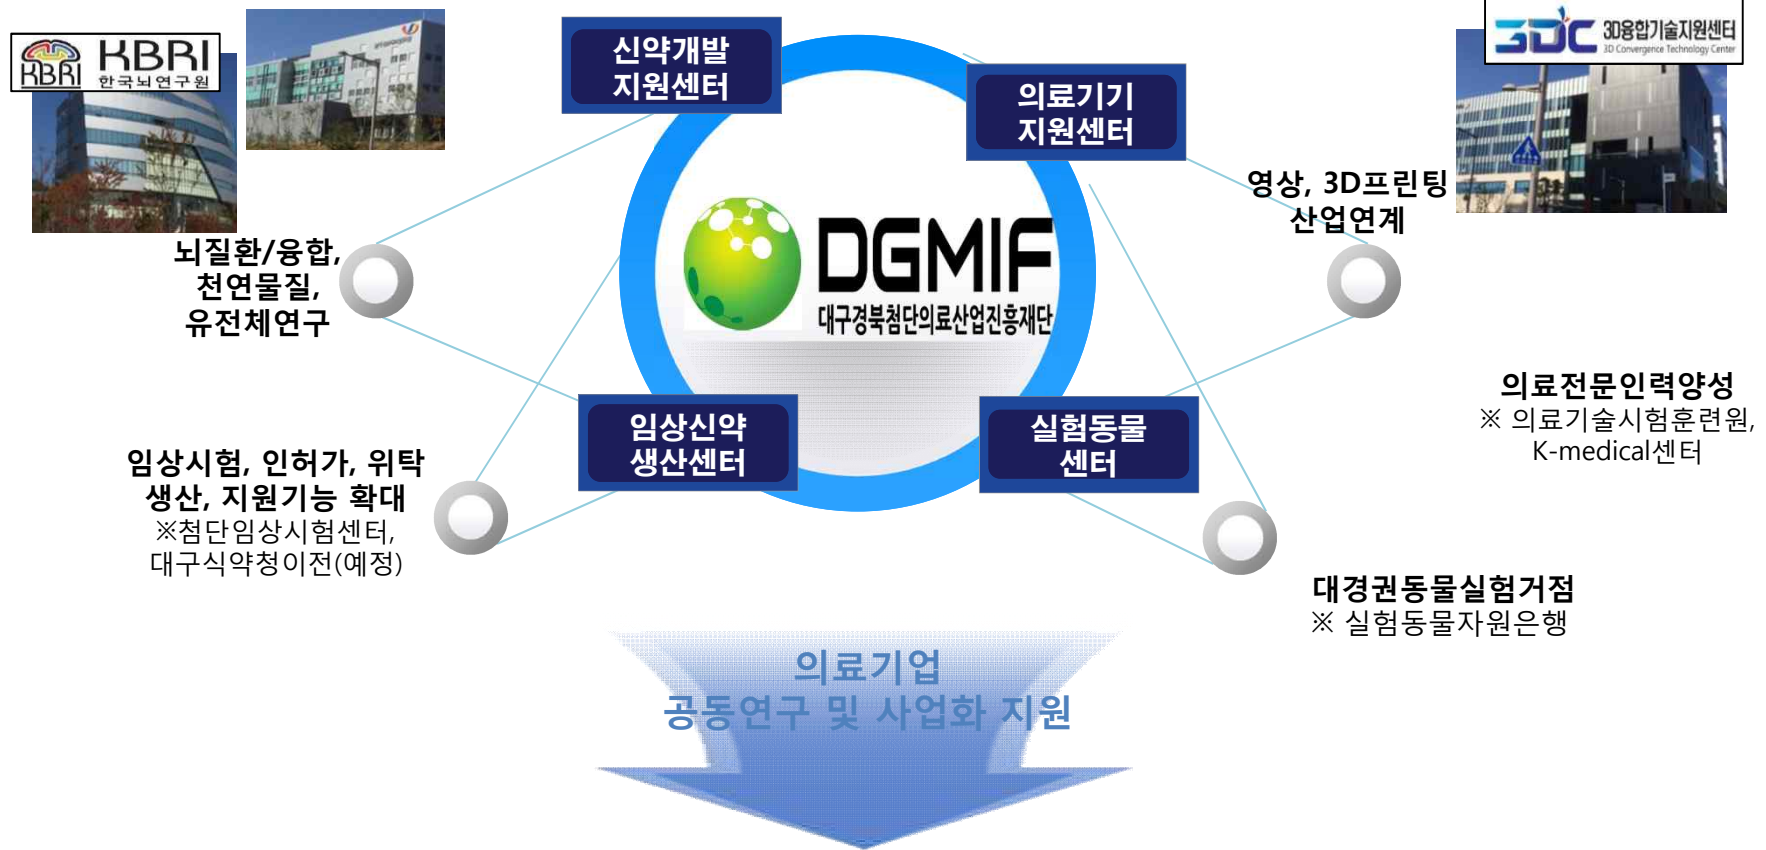 KBRI
KBRI
한국뇌연구원
신약개발
지원센터
의료기기
지원센터
3DC
3D융합기술지원센터
3D Convergence Technology Center
영상, 3D프린팅
산업연계
뇌질환/융합,
천연물질,
유전체연구
DGMIF
대구경북첨단의료산업진흥재단
의료전문인력양성
※ 의료기술시험훈련원,
K-medical센터
임상신약
생산센터
실험동물
센터
임상시험, 인허가, 위탁
생산, 지원기능 확대
※첨단임상시험센터,
대구식약청이전(예정)
대경권동물실험거점
※ 실험동물자원은행
의료기업
공동연구 및 사업화 지원